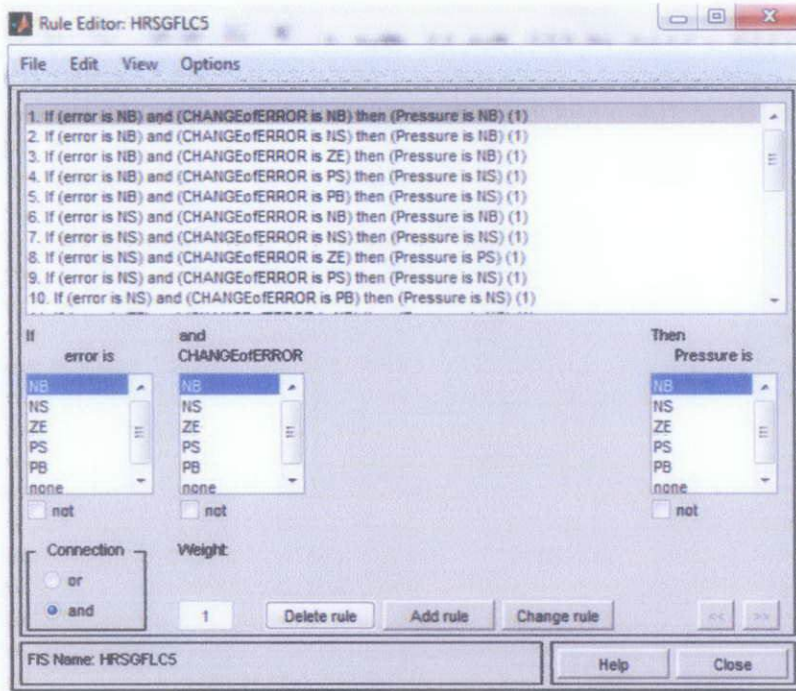 Rule Editor: HRSGFLC5
File Edit View Options
1. If (error is NB) and (CHANGEofERROR is NB) then (Pressure is NB) (1)
2. If (error is NB) and (CHANGEofERROR is NS) then (Pressure is NB) (1)
3. If (error is NB) and (CHANGEofERROR is ZE) then (Pressure is NB) (1)
4. If (error is NB) and (CHANGEofERROR is PS) then (Pressure is NS) (1)
5. If (error is NB) and (CHANGEofERROR is PB) then (Pressure is NS) (1)
6. If (error is NS) and (CHANGEofERROR is NB) then (Pressure is NB) (1)
7. If (error is NS) and (CHANGEofERROR is NS) then (Pressure is NS) (1)
8. If (error is NS) and (CHANGEofERROR is ZE) then (Pressure is PS) (1)
9. If (error is NS) and (CHANGEofERROR is PS) then (Pressure is NS) (1)
10. If (error is NS) and (CHANGEofERROR is PB) then (Pressure is NS) (1)
If and Then
error is CHANGEofERROR Pressure is
NB NB NB
NS NS NS
ZE ZE ZE
PS PS PS
PB PB PB
none none none
not not not
Connection Weight:
or
and 1 Delete rule Add rule Change rule << >>
FIS Name: HRSGFLC5 Help Close